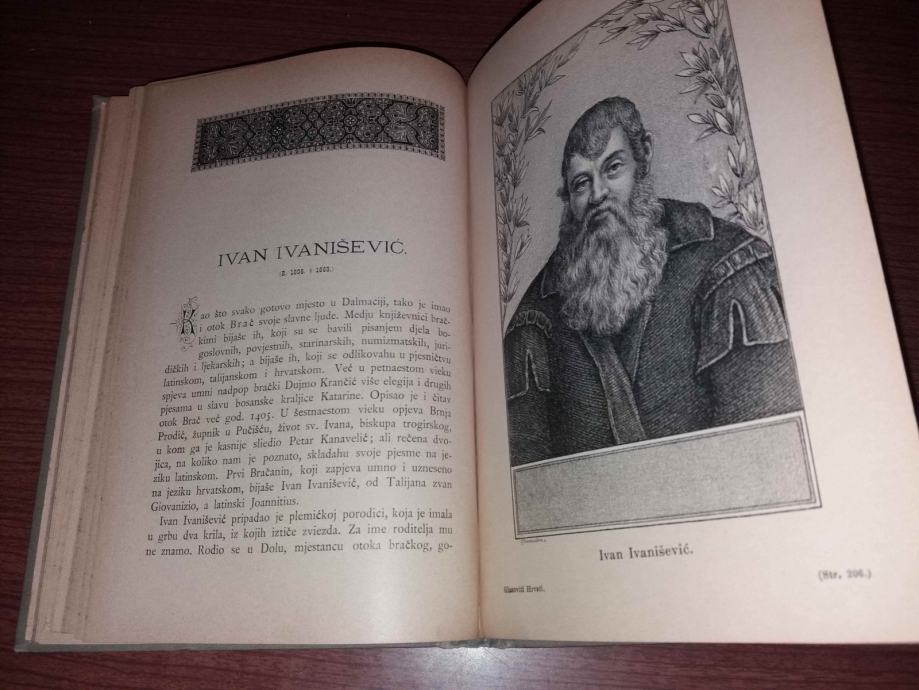 IVAN IVANIŠEVIĆ.
Kao što svako gotovo mjesto u Dalmaciji, tako je imao
i otok Brač svoje slavne ljude. Medju književnici brač-
kimi bijaše ih, koji su se bavili pisanjem djela bo-
goslovnih, povjestnih, starinarskih, numizmatskih, juri-
dičkih i ljekarskih; a bijaše ih, koji se odlikovahu u pjesničtvu
latinskom, talijanskom i hrvatskom. Već u petnaestom vieku
spjeva umni nadpop brački Dujmo Krančić više elegija i drugih
pjesama u slavu bosanske kraljice Katarine. Opisao je i čitav
otok Brač već god. 1405. U šestnaestom vieku opjeva Brnja
Prodić, župnik u Pučišću, život sv. Ivana, biskupa trogirskog,
u kom ga je kasnije sliedio Petar Kanavelić; ali rečena dvo-
jica, na koliko nam je poznato, skladahu svoje pjesme na je-
ziku latinskom. Prvi Bračanin, koji zapjeva umno i uzneseno
na jeziku hrvatskom, bijaše Ivan Ivanišević, od Talijana zvan
Giovanizio, a latinski Joannitius.
Ivan Ivanišević pripadao je plemičkoj porodici, koja je imala
u grbu dva krila, iz kojih iztiče zviezda. Za ime roditelja mu
ne znamo. Rodio se u Dolu, mjestancu otoka bračkog, go-
Ivan Ivanišević.
(Str. 206.)
Glasoviti Hrvati.